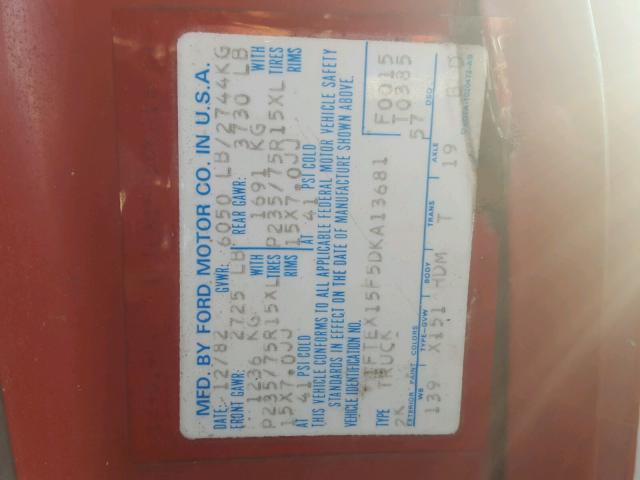 MFD. BY FORD MOTOR CO. IN U.S.A.
DATE: 12/82 GVWR: 6050 LB/2744KG
FRONT GAWR: 2725 LB REAR GAWR: 3730 LB
1236 KG WITH 1691 KG WITH
P235/75R15XL TIRES P235/75R15XL TIRES
15X7.0JJ RIMS 15X7.0JJ RIMS
AT 41 PSI COLD AT 41 PSI COLD
THIS VEHICLE CONFORMS TO ALL APPLICABLE FEDERAL MOTOR VEHICLE SAFETY
STANDARDS IN EFFECT ON THE DATE OF MANUFACTURE SHOWN ABOVE.
VEHICLE IDENTIFICATION NO.
1FTEX15F5DKA13681 F0015
TYPE TRUCK T0385
2K 57
EXTERIOR PAINT COLORS DSO
WB TYPE-GVW BODY TRANS AXLE
139 X151 HDM T 19